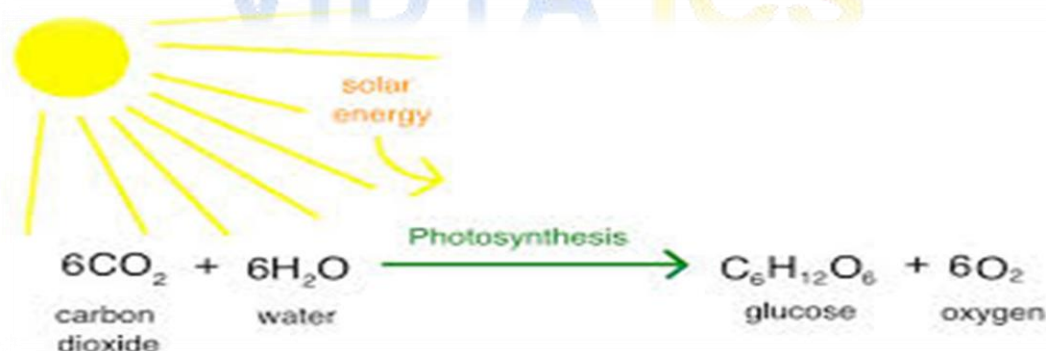 solar
energy
Photosynthesis
6CO₂ + 6H₂O → C₆H₁₂O₆ + 6O₂
carbon dioxide water glucose oxygen